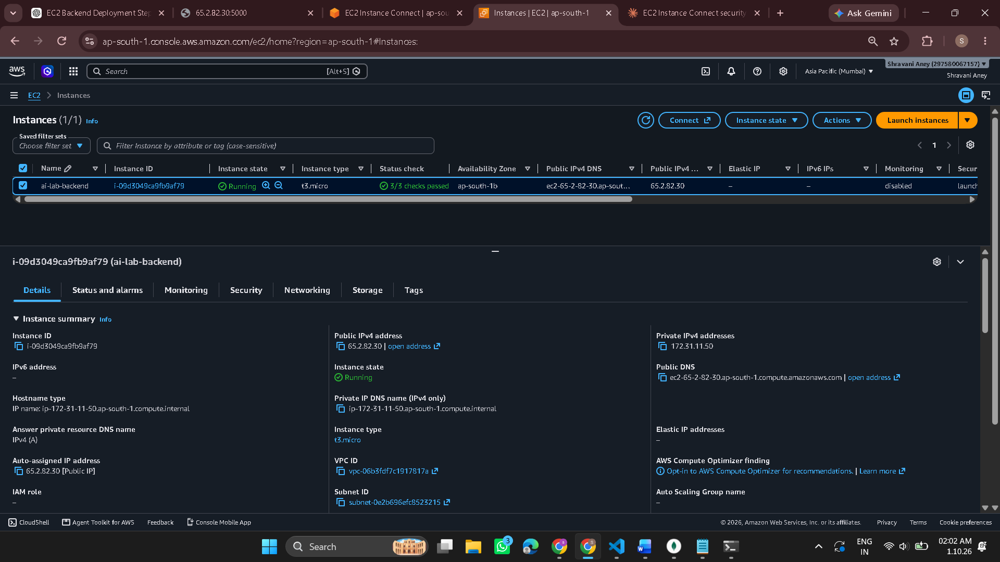 EC2 Backend Deployment Step
65.2.82.30:5000
EC2 Instance Connect | ap-sou
Instances | EC2 | ap-south-1
EC2 Instance Connect security
Ask Gemini
ap-south-1.console.aws.amazon.com/ec2/home?region=ap-south-1#Instances:
S
aws
Search
[Alt+S]
Asia Pacific (Mumbai)
Shravani Aney (297580067157)
Shravani Aney
EC2
Instances
Instances (1/1) Info
Connect
Instance state
Actions
Launch instances
Saved filter sets
Choose filter set
Filter Instance by attribute or tag (case-sensitive)
1
Name Instance ID Instance state Instance type Status check Availability Zone Public IPv4 DNS Public IPv4 ... Elastic IP IPv6 IPs Monitoring Secur
ai-lab-backend i-09d3049ca9fb9af79 Running t3.micro 3/3 checks passed ap-south-1b ec2-65-2-82-30.ap-sout... 65.2.82.30 – – disabled launch
i-09d3049ca9fb9af79 (ai-lab-backend)
Details Status and alarms Monitoring Security Networking Storage Tags
Instance summary Info
Instance ID
i-09d3049ca9fb9af79
Public IPv4 address
65.2.82.30 | open address
Private IPv4 addresses
172.31.11.50
IPv6 address
–
Instance state
Running
Public DNS
ec2-65-2-82-30.ap-south-1.compute.amazonaws.com | open address
Hostname type
IP name: ip-172-31-11-50.ap-south-1.compute.internal
Private IP DNS name (IPv4 only)
ip-172-31-11-50.ap-south-1.compute.internal
Answer private resource DNS name
IPv4 (A)
Instance type
t3.micro
Elastic IP addresses
–
Auto-assigned IP address
65.2.82.30 [Public IP]
VPC ID
vpc-06b3fdf7c1917817a
AWS Compute Optimizer finding
Opt-in to AWS Compute Optimizer for recommendations. | Learn more
IAM role
–
Subnet ID
subnet-0e2b696efc8523215
Auto Scaling Group name
–
CloudShell Agent Toolkit for AWS Feedback Console Mobile App
© 2026, Amazon Web Services, Inc. or its affiliates. Privacy Terms Cookie preferences
Search
3
ENG
IN
02:02 AM
1.10.26